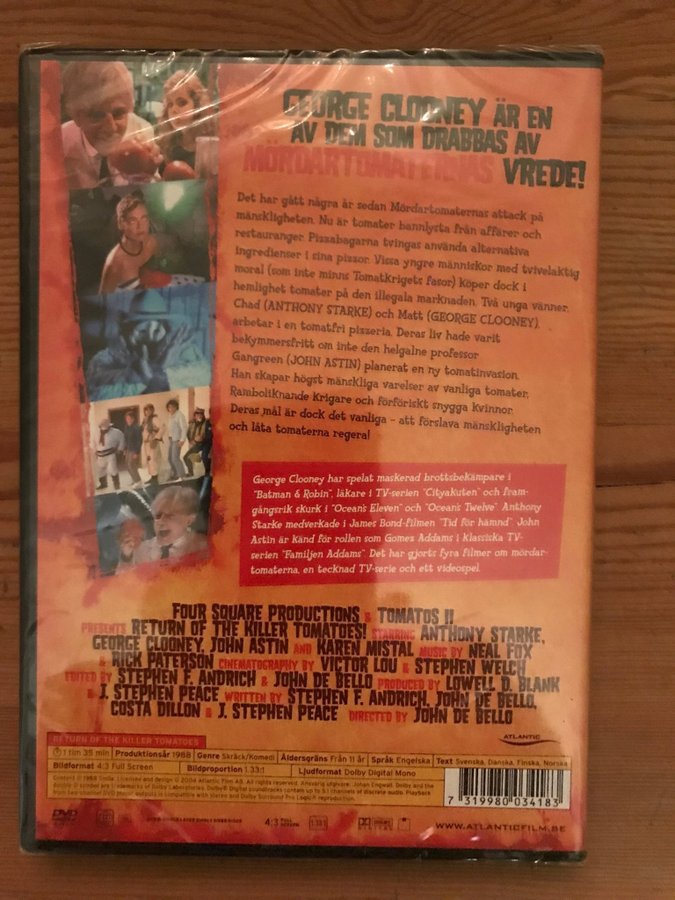 GEORGE CLOONEY ÄR EN
AV DEM SOM DRABBAS AV
MÖRDARTOMATERNAS VREDE!
Det har gått några år sedan Mördartomaternas attack på
mänskligheten. Nu är tomater bannlysta från affärer och
restauranger. Pizzabagarna tvingas använda alternativa
ingredienser i sina pizzor. Vissa yngre människor med tvivelaktig
moral (som inte minns Tomatkrigets fasor) köper dock i
hemlighet tomater på den illegala marknaden. Två unga vänner,
Chad (ANTHONY STARKE) och Matt (GEORGE CLOONEY),
arbetar i en tomatfri pizzeria. Deras liv hade varit
bekymmersfritt om inte den helgalne professor
Gangreen (JOHN ASTIN) planerat en ny tomatinvasion.
Han skapar högst mänskliga varelser av vanliga tomater,
Ramboliknande krigare och förföriskt snygga kvinnor.
Deras mål är dock det vanliga - att förslava mänskligheten
och låta tomaterna regera!
George Clooney har spelat maskerad brottsbekämpare i
"Batman & Robin", läkare i TV-serien "Cityakuten" och fram-
gångsrik skurk i "Ocean's Eleven" och "Ocean's Twelve". Anthony
Starke medverkade i James Bond-filmen "Tid för hämnd". John
Astin är känd för rollen som Gomes Addams i klassiska TV-
serien "Familjen Addams". Det har gjorts fyra filmer om mördar-
tomaterna, en tecknad TV-serie och ett videospel.
FOUR SQUARE PRODUCTIONS & TOMATOS II
PRESENTS RETURN OF THE KILLER TOMATOES! STARRING ANTHONY STARKE,
GEORGE CLOONEY, JOHN ASTIN AND KAREN MISTAL MUSIC BY NEAL FOX
& RICK PATERSON CINEMATOGRAPHY BY VICTOR LOU & STEPHEN WELCH
EDITED BY STEPHEN F. ANDRICH & JOHN DE BELLO PRODUCED BY LOWELL D. BLANK
& J. STEPHEN PEACE WRITTEN BY STEPHEN F. ANDRICH, JOHN DE BELLO,
COSTA DILLON & J. STEPHEN PEACE DIRECTED BY JOHN DE BELLO
RETURN OF THE KILLER TOMATOES
ATLANTIC
1 tim 35 min Produktionsår 1988 Genre Skräck/Komedi Åldersgräns Från 11 år Språk Engelska Text Svenska, Danska, Finska, Norska
Bildformat 4:3 Full Screen Bildproportion 1.33:1 Ljudformat Dolby Digital Mono
7 319980 034183
DVD 4:3 FULL SCREEN 1.33:1
WWW.ATLANTICFILM.SE